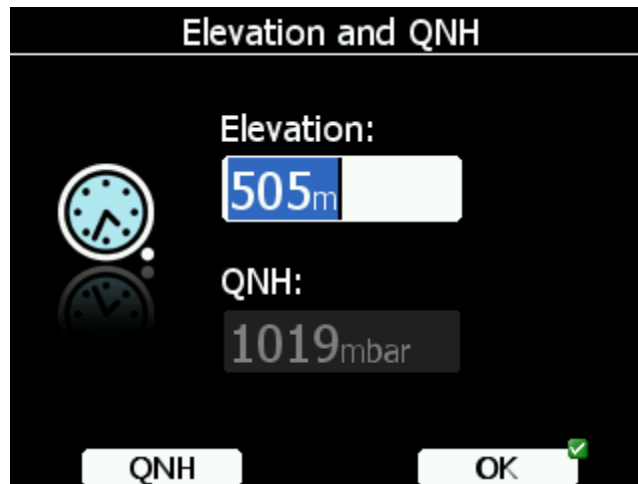 Elevation and QNH
Elevation:
505m
QNH:
1019mbar
QNH OK